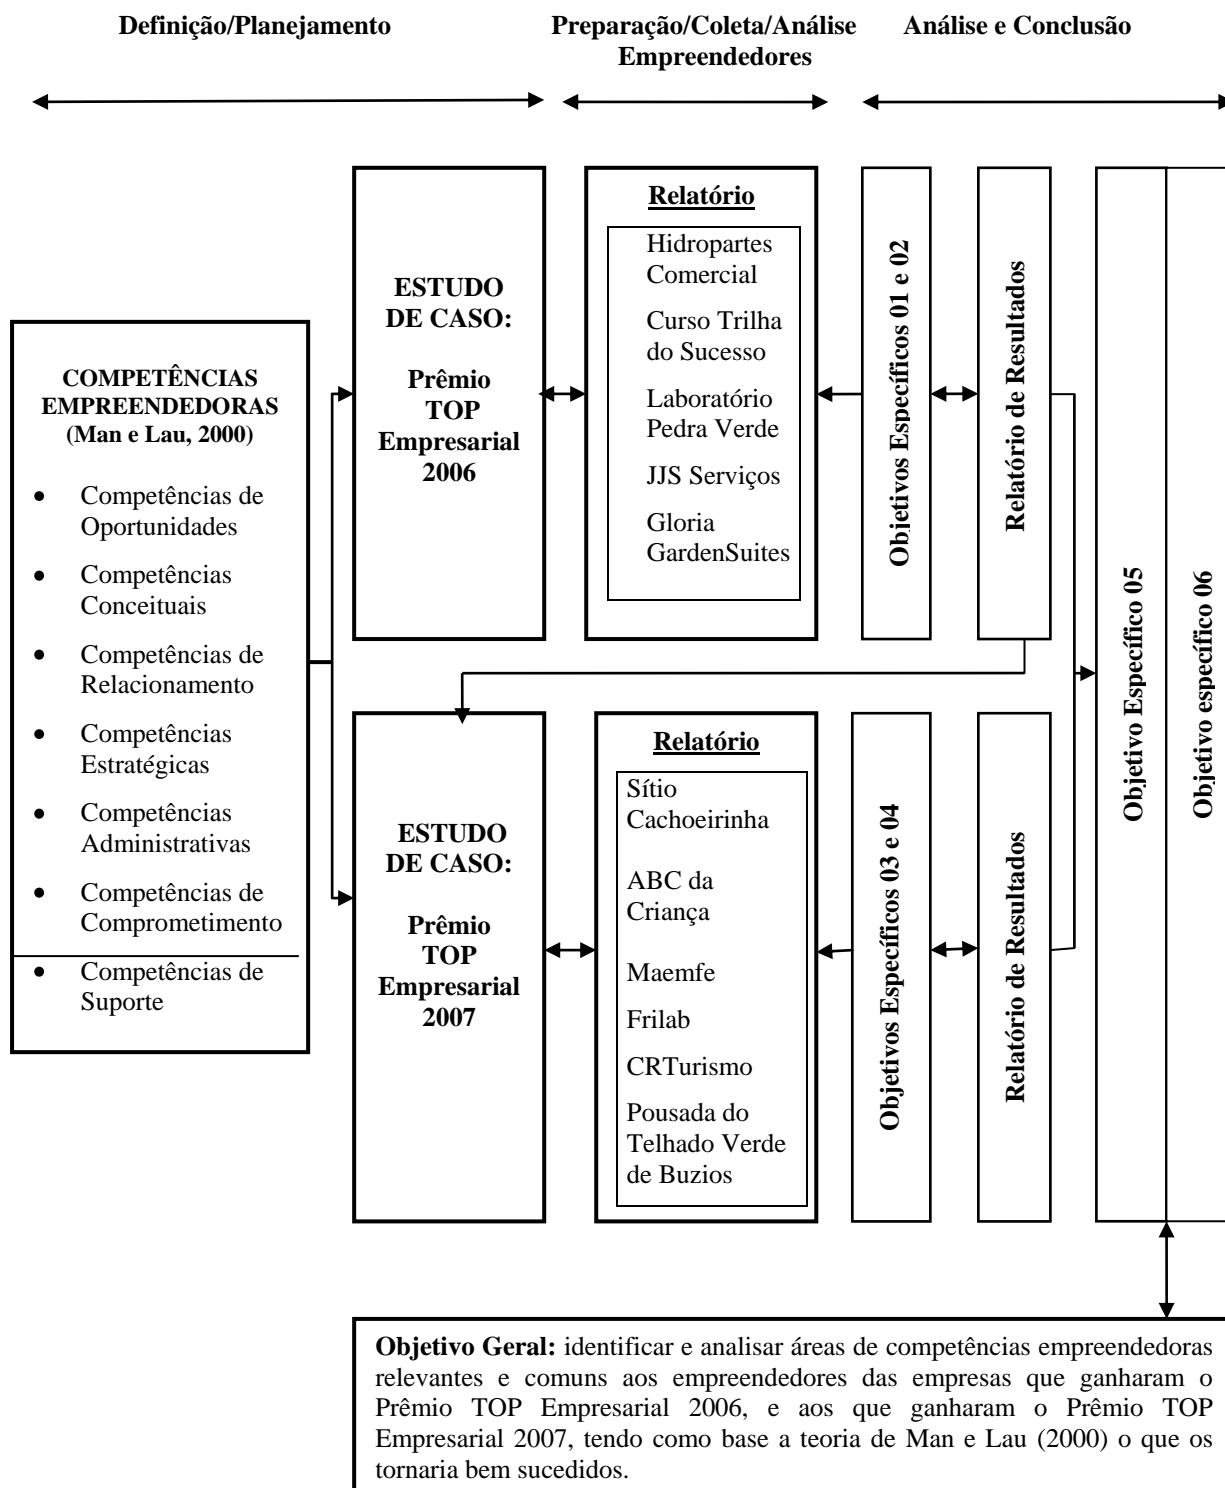 Definição/Planejamento
Preparação/Coleta/Análise
Empreendedores
Análise e Conclusão
COMPETÊNCIAS
EMPREENDEDORAS
(Man e Lau, 2000)
• Competências de
Oportunidades
• Competências
Conceituais
• Competências de
Relacionamento
• Competências
Estratégicas
• Competências
Administrativas
• Competências de
Comprometimento
• Competências de
Suporte
ESTUDO
DE CASO:
Prêmio
TOP
Empresarial
2006
Relatório
Hidropartes
Comercial
Curso Trilha
do Sucesso
Laboratório
Pedra Verde
JJS Serviços
Gloria
GardenSuites
Objetivos Específicos 01 e 02
Relatório de Resultados
ESTUDO
DE CASO:
Prêmio
TOP
Empresarial
2007
Relatório
Sítio
Cachoeirinha
ABC da
Criança
Maemfe
Frilab
CRTurismo
Pousada do
Telhado Verde
de Buzios
Objetivos Específicos 03 e 04
Relatório de Resultados
Objetivo Específico 05
Objetivo específico 06
Objetivo Geral: identificar e analisar áreas de competências empreendedoras
relevantes e comuns aos empreendedores das empresas que ganharam o
Prêmio TOP Empresarial 2006, e aos que ganharam o Prêmio TOP
Empresarial 2007, tendo como base a teoria de Man e Lau (2000) o que os
tornaria bem sucedidos.